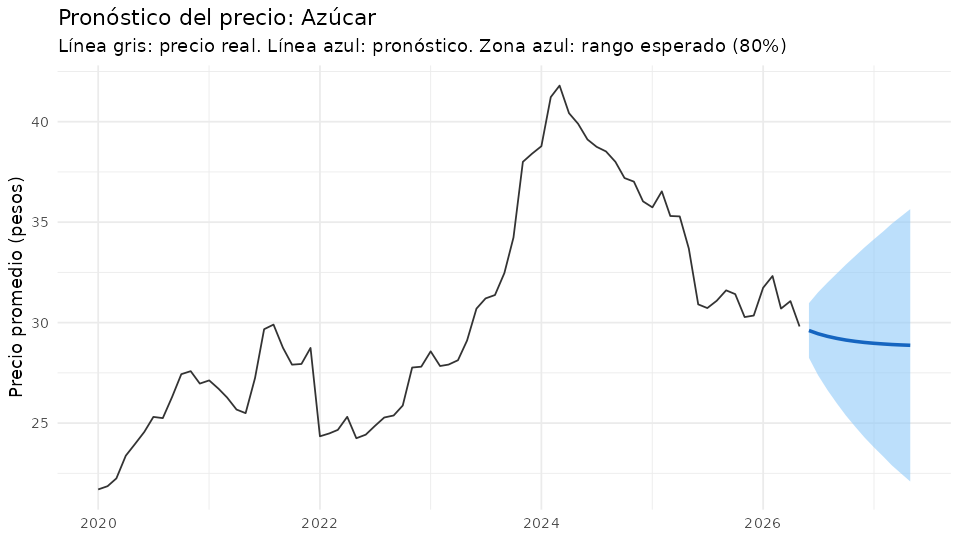 Pronóstico del precio: Azúcar
Línea gris: precio real. Línea azul: pronóstico. Zona azul: rango esperado (80%)
Precio promedio (pesos)
40
35
30
25
2020
2022
2024
2026